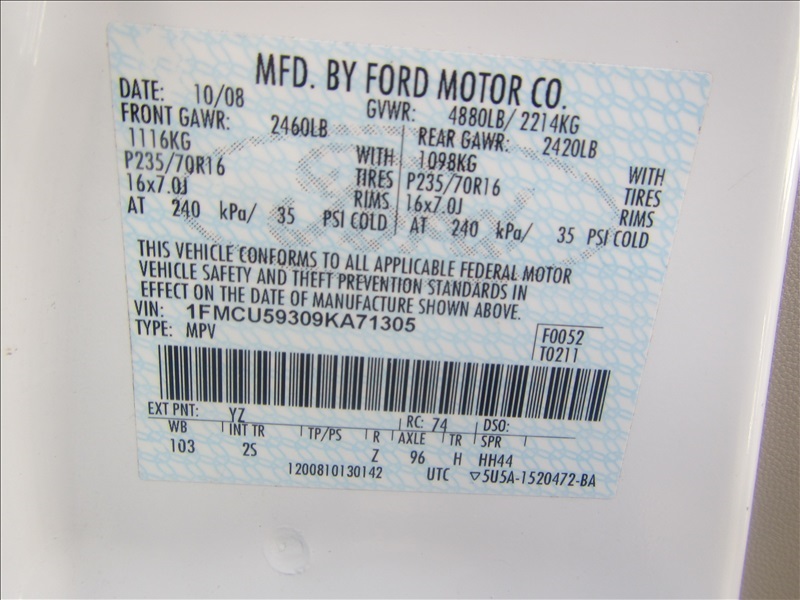 MFD. BY FORD MOTOR CO.
DATE: 10/08 GVWR: 4880LB/ 2214KG
FRONT GAWR: 2460LB REAR GAWR: 2420LB
1116KG WITH 1098KG WITH
P235/70R16 TIRES P235/70R16 TIRES
16x7.0J RIMS 16x7.0J RIMS
AT 240 kPa/ 35 PSI COLD AT 240 kPa/ 35 PSI COLD
THIS VEHICLE CONFORMS TO ALL APPLICABLE FEDERAL MOTOR
VEHICLE SAFETY AND THEFT PREVENTION STANDARDS IN
EFFECT ON THE DATE OF MANUFACTURE SHOWN ABOVE.
VIN: 1FMCU59309KA71305
TYPE: MPV F0052
T0211
EXT PNT: YZ RC: 74 DSO:
WB INT TR TP/PS R AXLE TR SPR
103 2S Z 96 H HH44
1200810130142 UTC ▽5U5A-1520472-BA